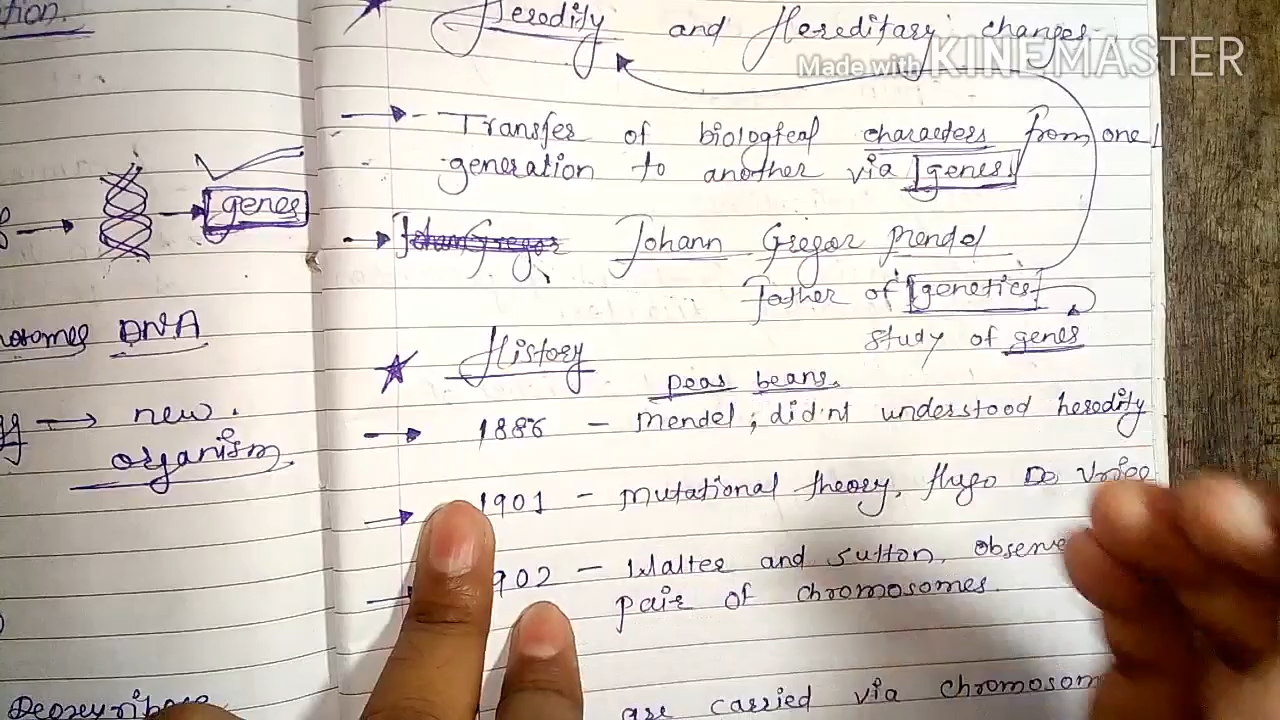 tion.
genes
DNA
→ new.
organism.
Heredity and Hereditary changes
Made with KINEMASTER
→ - Transfer of biological characters from one
generation to another via genes.
→ Johann Gregor Mendel
Father of genetics
study of genes
★ History
Peas beans.
→ 1886 - Mendel; did'nt understood heredity
→ 1901 - Mutational theory, Hugo De Vries
902 - Walter and Sutton, observe
pair of chromosomes.
are carried via chromosom